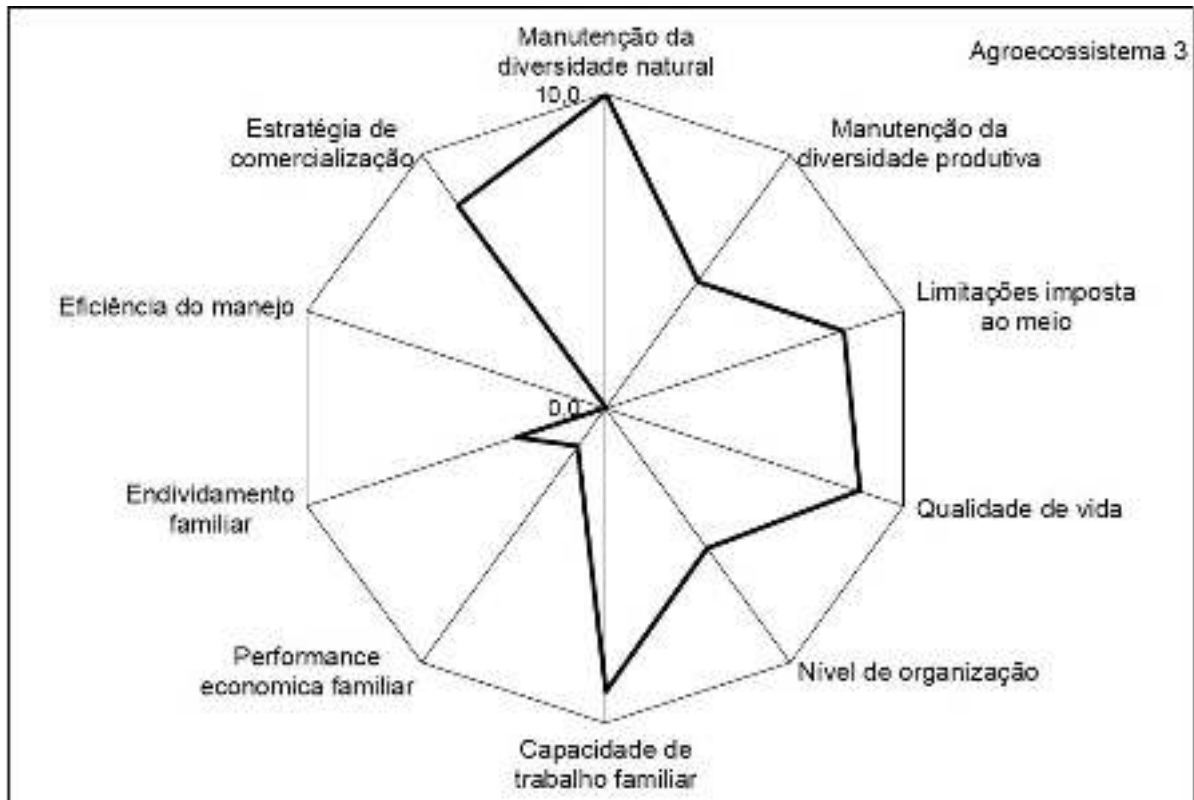 Agroecossistema 3
Manutenção da
diversidade natural
10,0
Manutenção da
diversidade produtiva
Limitações imposta
ao meio
Qualidade de vida
Nivel de organização
Capacidade de
trabalho familiar
Performance
economica familiar
Endividamento
familiar
Eficiência do manejo
Estratégia de
comercialização
0,0